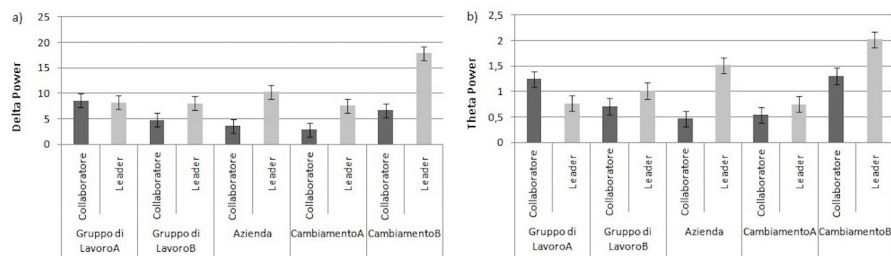 a)
Delta Power
25
20
15
10
5
0
Collaboratore
Leader
Collaboratore
Leader
Collaboratore
Leader
Collaboratore
Leader
Collaboratore
Leader
Gruppo di
LavoroA
Gruppo di
LavoroB
Azienda
CambiamentoA
CambiamentoB
b)
Theta Power
2,5
2
1,5
1
0,5
0
Collaboratore
Leader
Collaboratore
Leader
Collaboratore
Leader
Collaboratore
Leader
Collaboratore
Leader
Gruppo di
LavoroA
Gruppo di
LavoroB
Azienda
CambiamentoA
CambiamentoB